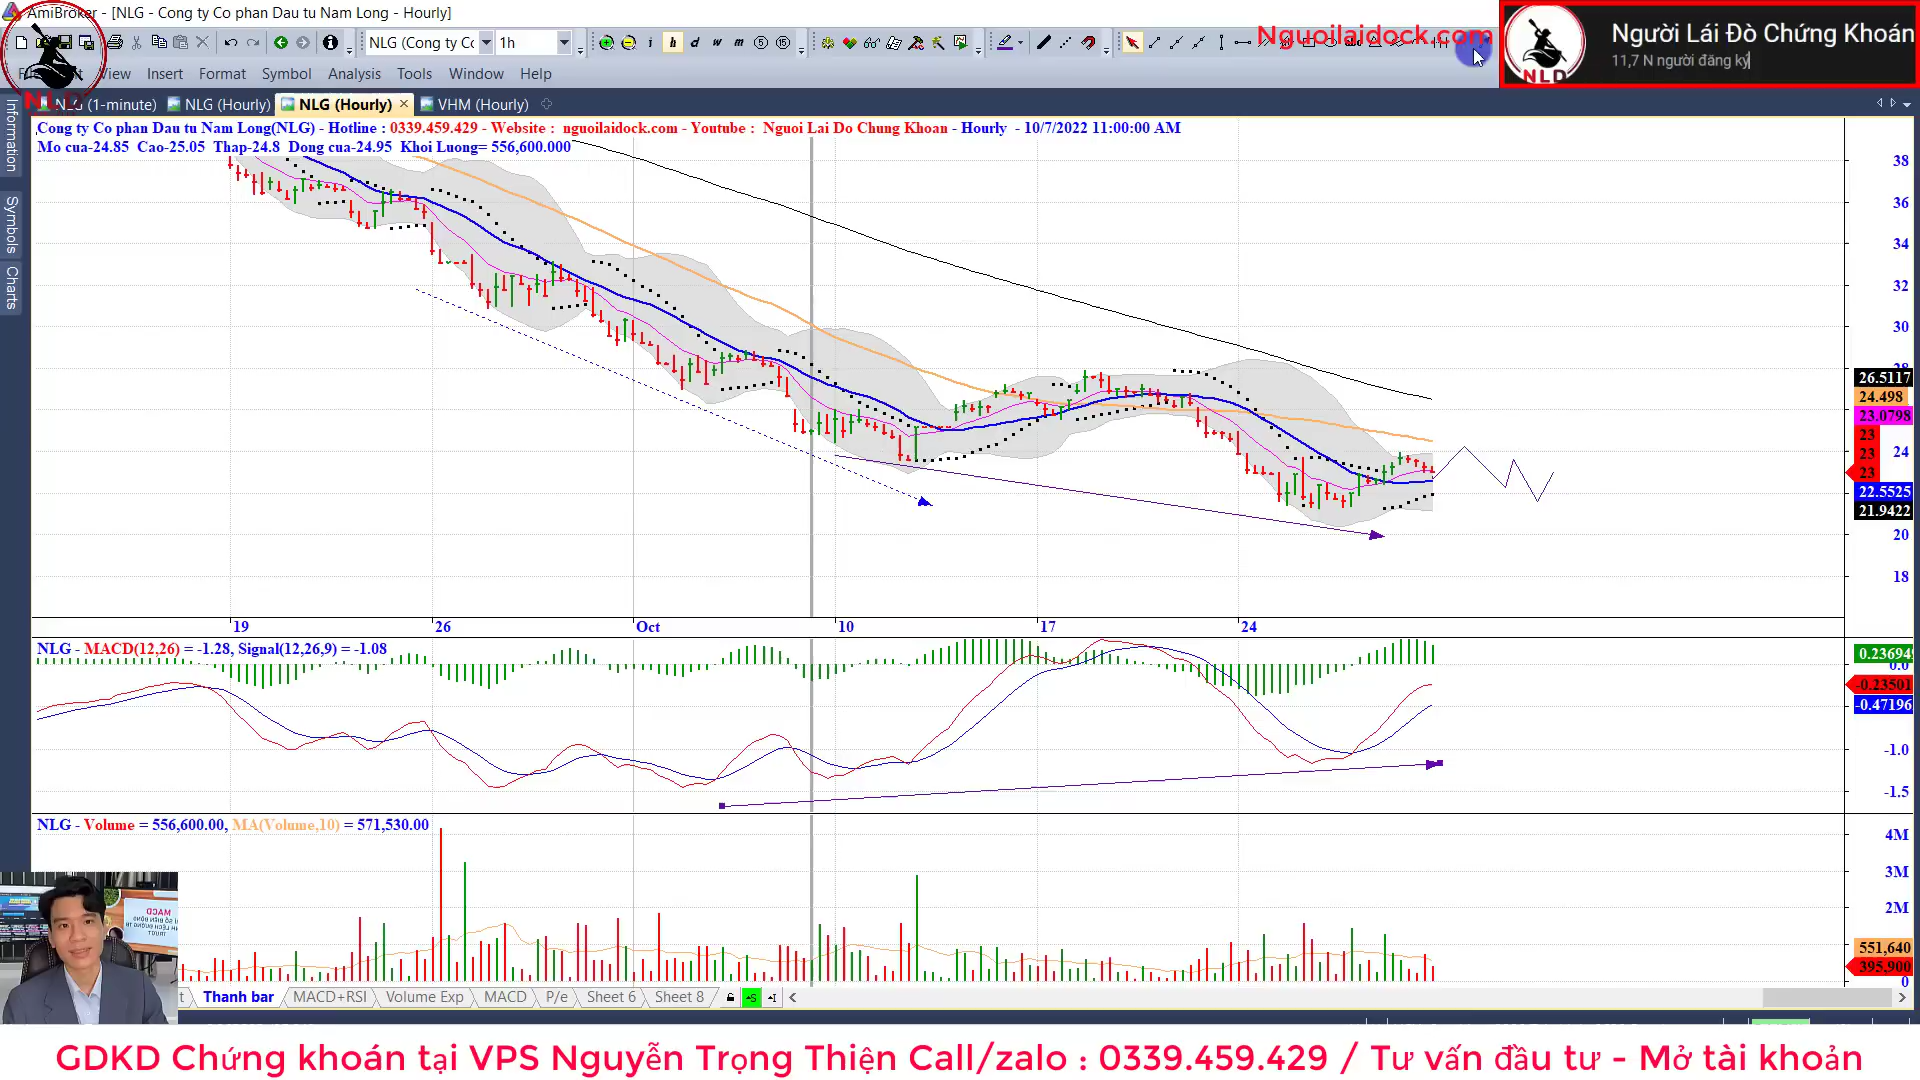 AmiBroker - [NLG - Cong ty Co phan Dau tu Nam Long - Hourly]
NLG (Cong ty Cc 1h
Nguoilaidock.com
Người Lái Đò Chứng Khoán
11,7 N người đăng ký
View Insert Format Symbol Analysis Tools Window Help
NLD
NLG (1-minute) NLG (Hourly) NLG (Hourly) VHM (Hourly)
Information
Symbols
Charts
Cong ty Co phan Dau tu Nam Long(NLG) - Hotline : 0339.459.429 - Website : nguoilaidock.com - Youtube : Nguoi Lai Do Chung Khoan - Hourly - 10/7/2022 11:00:00 AM
Mo cua-24.85 Cao-25.05 Thap-24.8 Dong cua-24.95 Khoi Luong= 556,600.000
38
36
34
32
30
26.5117
24.498
23.0798
23
23
24
23
22.5525
21.9422
20
18
19 26 Oct 10 17 24
NLG - MACD(12,26) = -1.28, Signal(12,26,9) = -1.08
0.23694
0.0
-0.23501
-0.47196
-1.0
-1.5
NLG - Volume = 556,600.00, MA(Volume,10) = 571,530.00
4M
3M
2M
551,640
395,900
0
MACD
t Thanh bar MACD+RSI Volume Exp MACD P/e Sheet 6 Sheet 8
GDKD Chứng khoán tại VPS Nguyễn Trọng Thiện Call/zalo : 0339.459.429 / Tư vấn đầu tư - Mở tài khoản